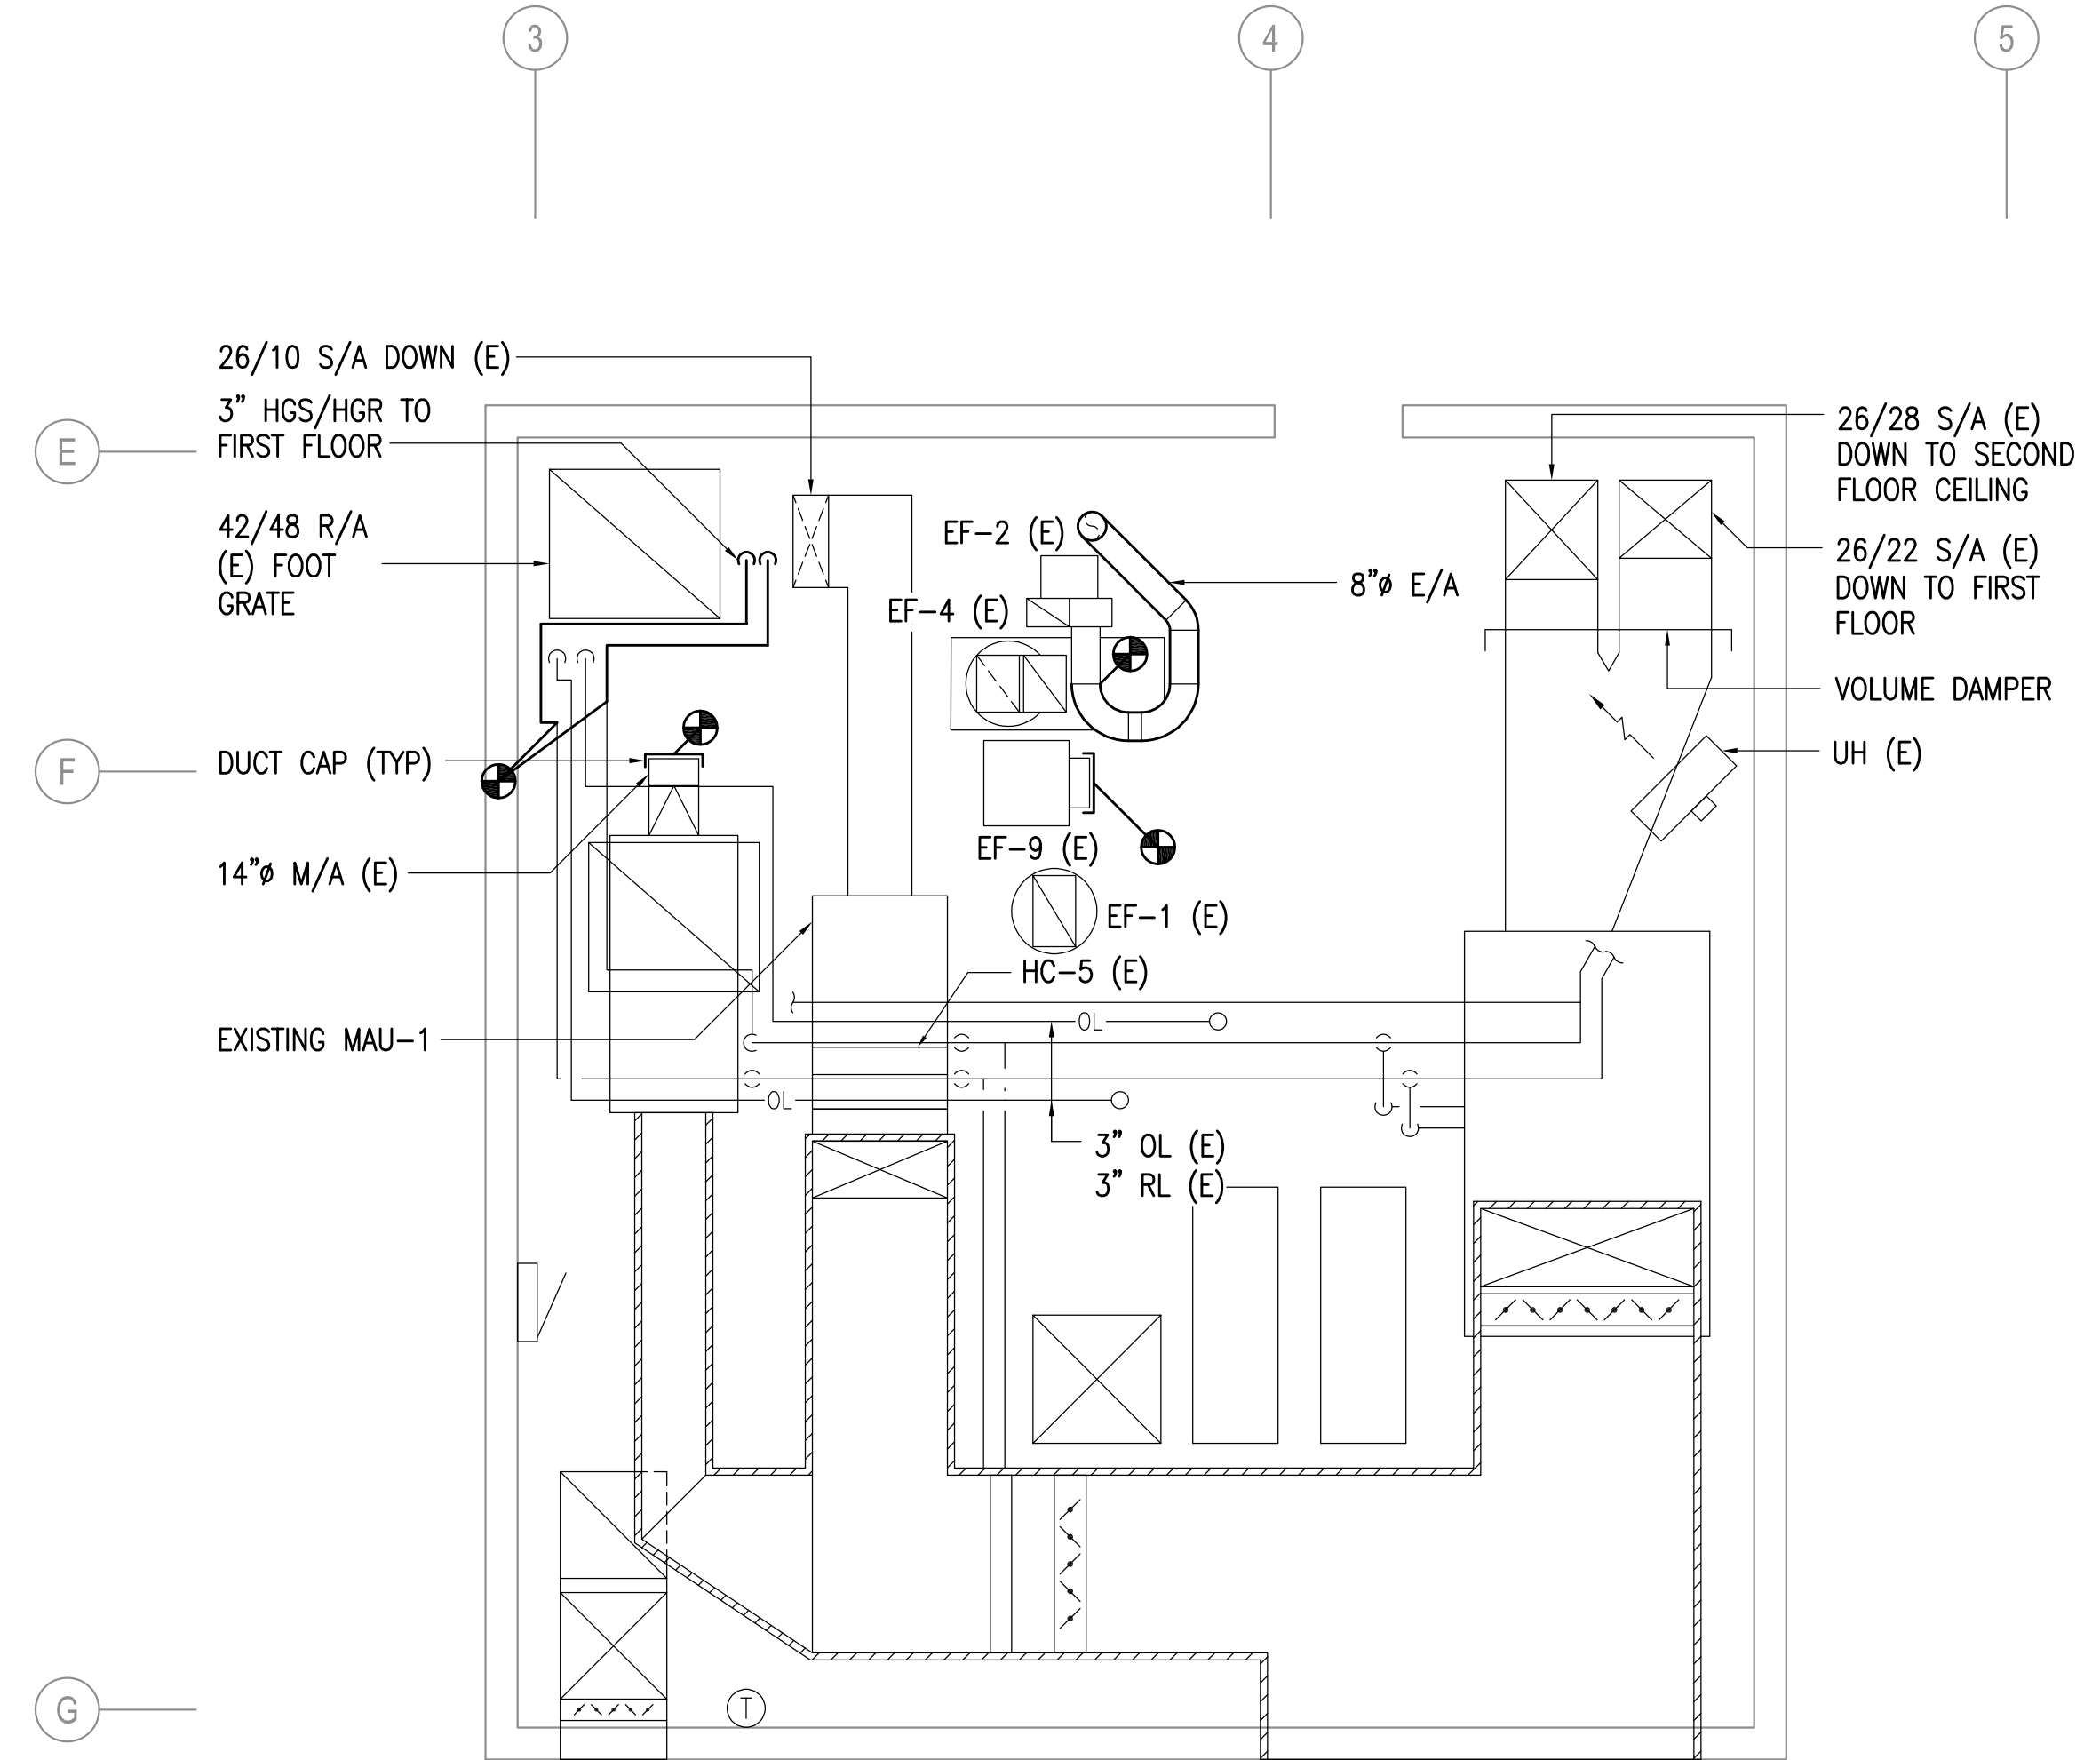 3
4
5
26/10 S/A DOWN (E)
3" HGS/HGR TO
FIRST FLOOR
E
42/48 R/A
(E) FOOT
GRATE
EF-2 (E)
EF-4 (E)
8"ø E/A
26/28 S/A (E)
DOWN TO SECOND
FLOOR CEILING
26/22 S/A (E)
DOWN TO FIRST
FLOOR
VOLUME DAMPER
UH (E)
F
DUCT CAP (TYP)
14"ø M/A (E)
EF-9 (E)
EF-1 (E)
HC-5 (E)
EXISTING MAU-1
OL
OL
3" OL (E)
3" RL (E)
G
T